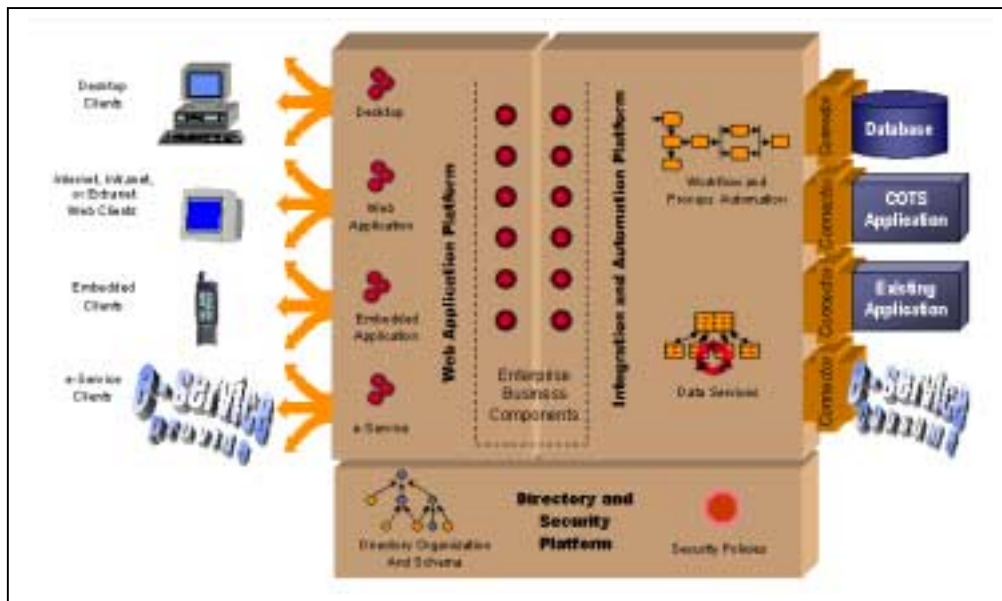 Desktop
Clients
Internet, Intranet,
or Extranet
Web Clients
Embedded
Clients
e-Service
Clients
e-Service
Desktop
Web
Application
Embedded
Application
e-Service
Web Application Platform
Enterprise
Business
Components
Integration and Automation Platform
Workflow and
Process Automation
Data Services
Connector
Connector
Connector
Connector
Database
COTS
Application
Existing
Application
e-Service
Directory Organization
And Schema
Directory and
Security
Platform
Security Policies